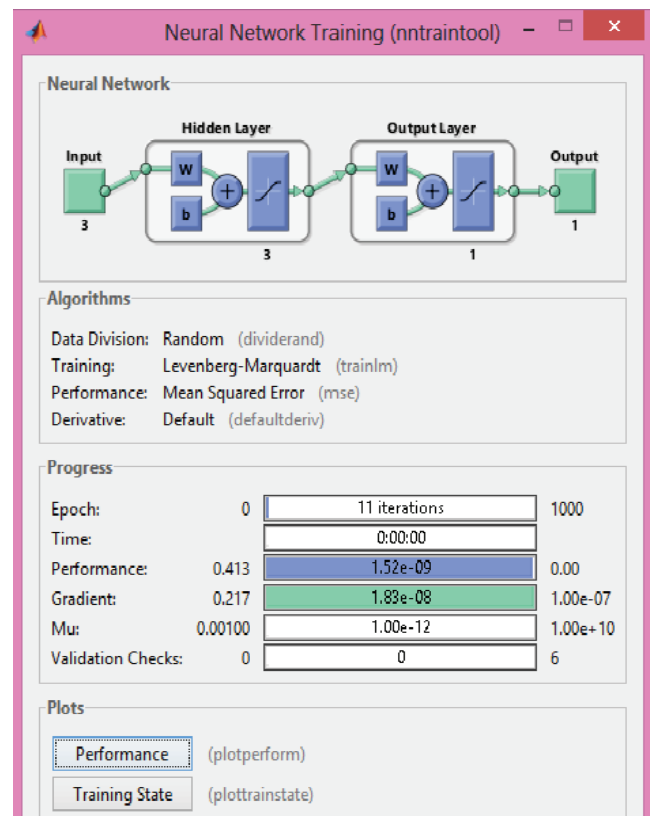 Neural Network Training (nntraintool)
Neural Network
Hidden Layer
Output Layer
Input
Output
W
b
+
W
b
+
3
3
1
1
Algorithms
Data Division: Random (dividerand)
Training: Levenberg-Marquardt (trainlm)
Performance: Mean Squared Error (mse)
Derivative: Default (defaultderiv)
Progress
Epoch: 0 11 iterations 1000
Time: 0:00:00
Performance: 0.413 1.52e-09 0.00
Gradient: 0.217 1.83e-08 1.00e-07
Mu: 0.00100 1.00e-12 1.00e+10
Validation Checks: 0 0 6
Plots
Performance (plotperform)
Training State (plottrainstate)